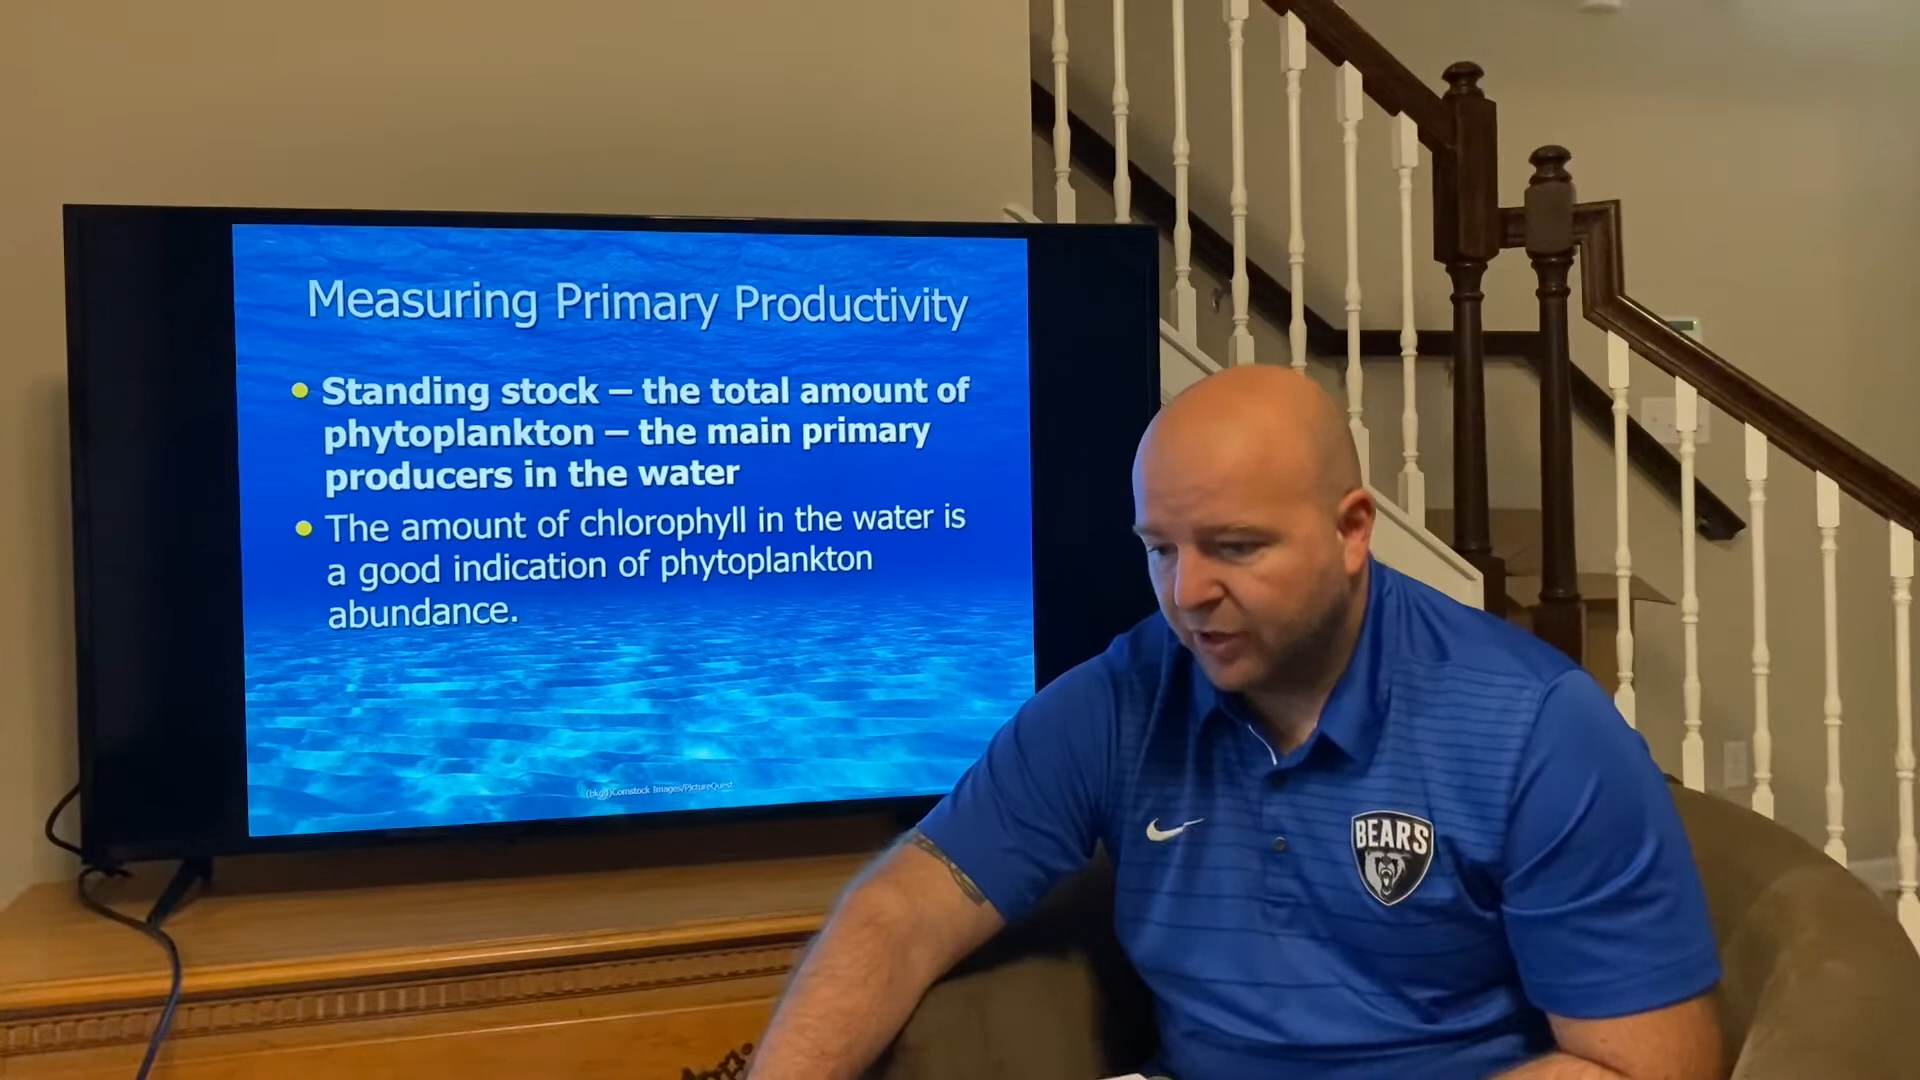 Measuring Primary Productivity
Standing stock – the total amount of
phytoplankton – the main primary
producers in the water
The amount of chlorophyll in the water is
a good indication of phytoplankton
abundance.
(bkgd)Comstock Images/PictureQuest
BEARS